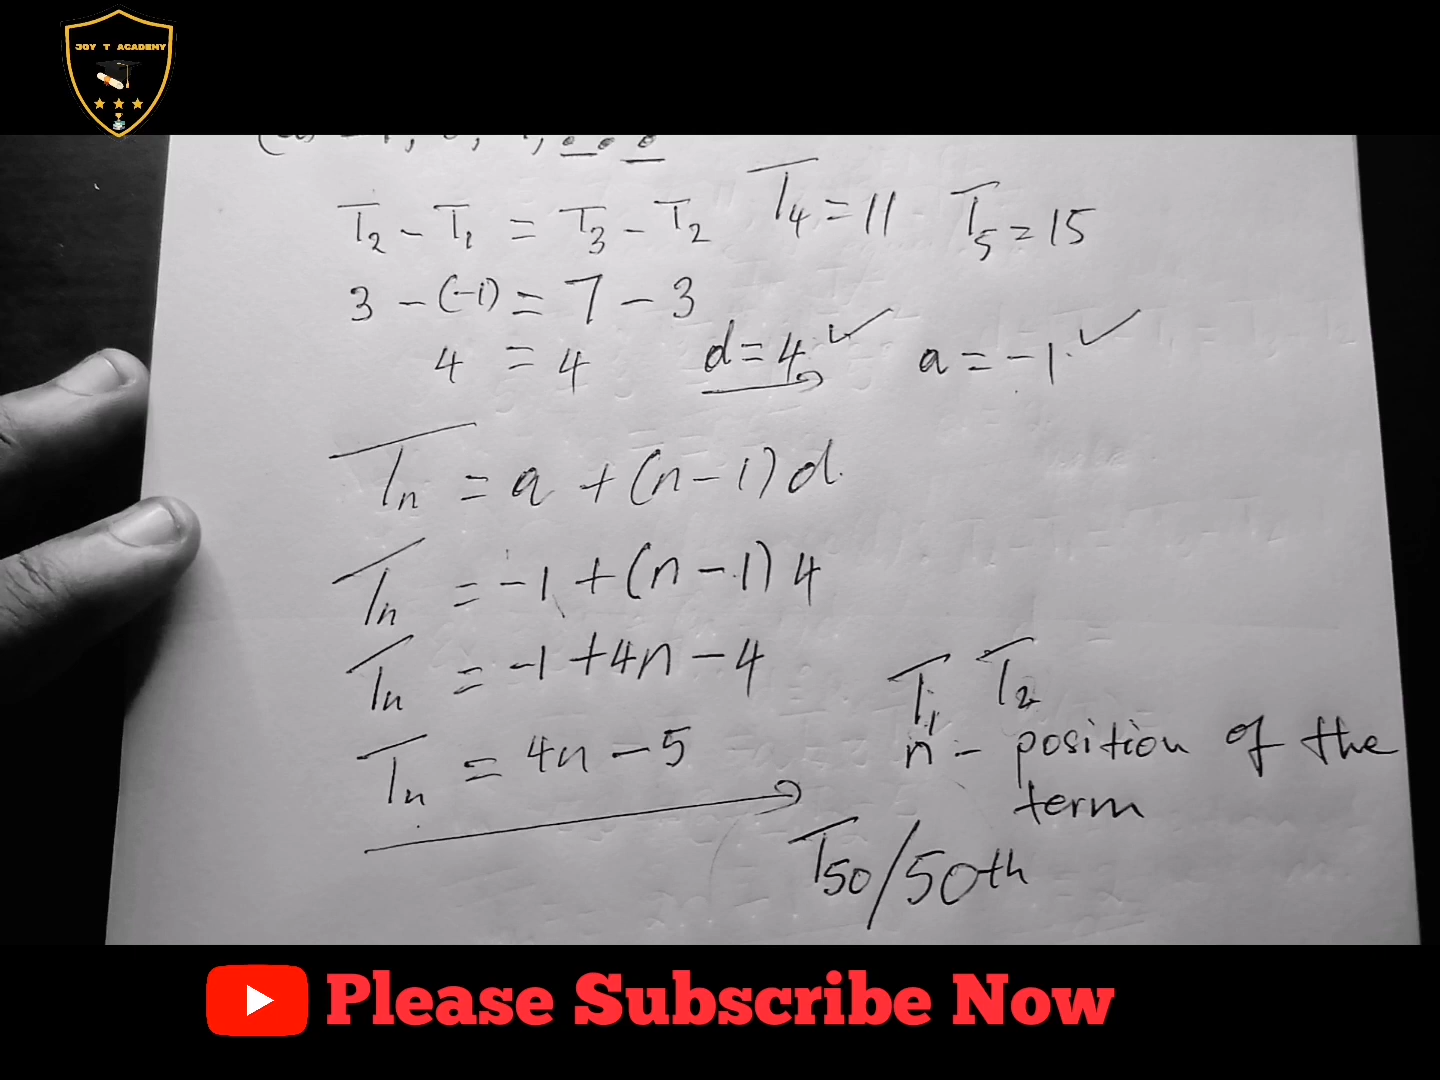 JOY T ACADEMY
T₂ - T₁ = T₃ - T₂ T₄ = 11 T₅ = 15
3 - (-1) = 7 - 3
4 = 4 d = 4 ✓ a = -1 ✓
Tn = a + (n-1)d
Tn = -1 + (n-1)4
Tn = -1 + 4n - 4
T₁ T₂
Tn = 4n - 5
n - position of the
term
T₅₀/50th
Please Subscribe Now